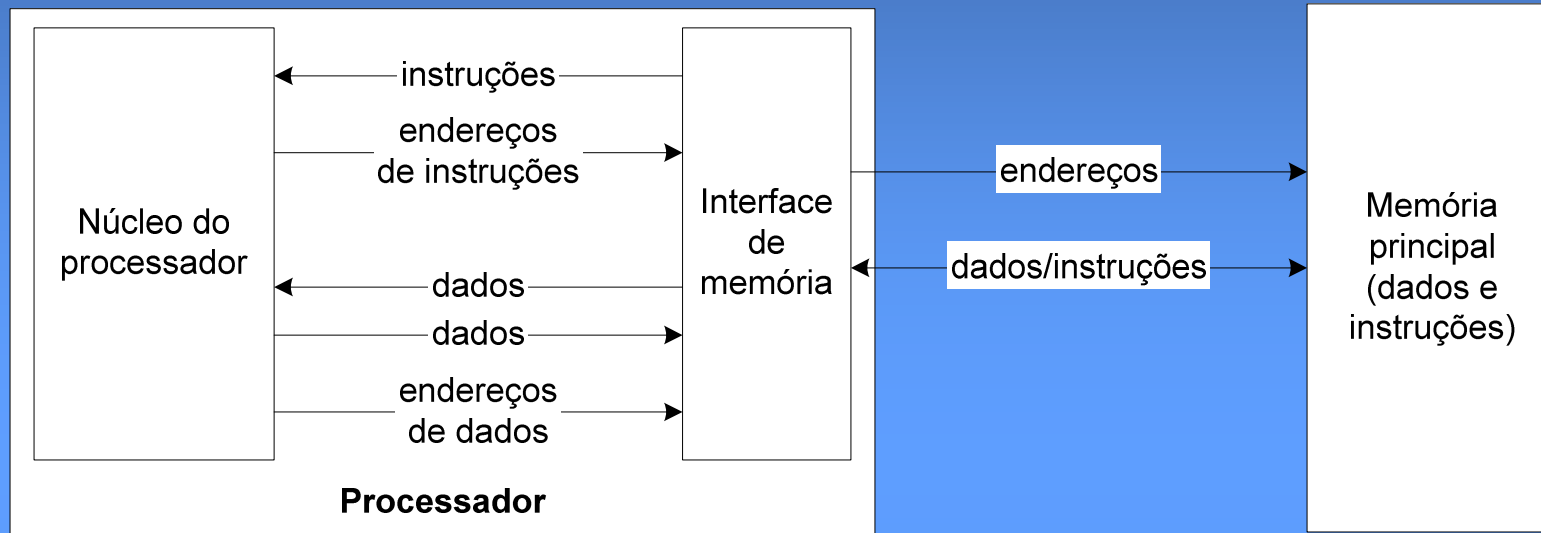 Núcleo do
processador
instruções
endereços
de instruções
dados
dados
endereços
de dados
Interface
de
memória
Processador
endereços
dados/instruções
Memória
principal
(dados e
instruções)